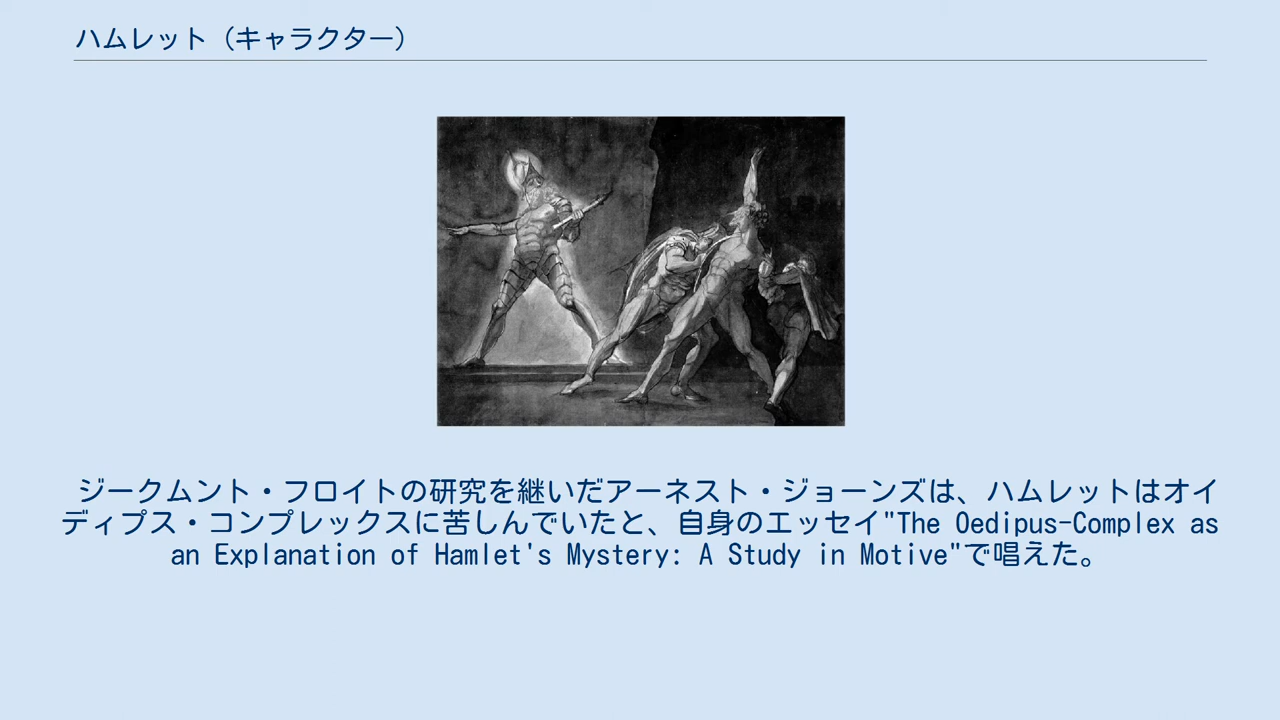 ハムレット（キャラクター）
ジークムント・フロイトの研究を継いだアーネスト・ジョーンズは、ハムレットはオイ
ディプス・コンプレックスに苦しんでいたと、自身のエッセイ"The Oedipus-Complex as
an Explanation of Hamlet's Mystery: A Study in Motive"で唱えた。